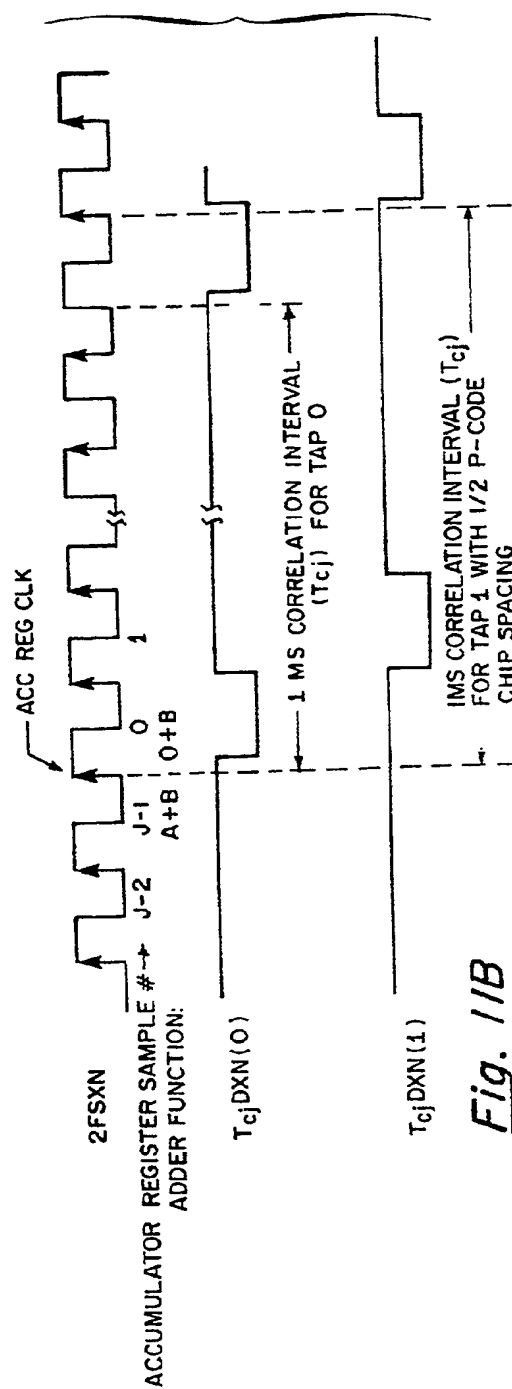 ACC REG CLK
2FSXN
ACCUMULATOR REGISTER SAMPLE #→ J-2 J-1 0 1
ADDER FUNCTION: A+B 0+B
TcjDXN(0)
1 MS CORRELATION INTERVAL
(Tcj) FOR TAP 0
TcjDXN(1)
IMS CORRELATION INTERVAL (Tcj)
FOR TAP 1 WITH 1/2 P-CODE
CHIP SPACING
Fig. 11B